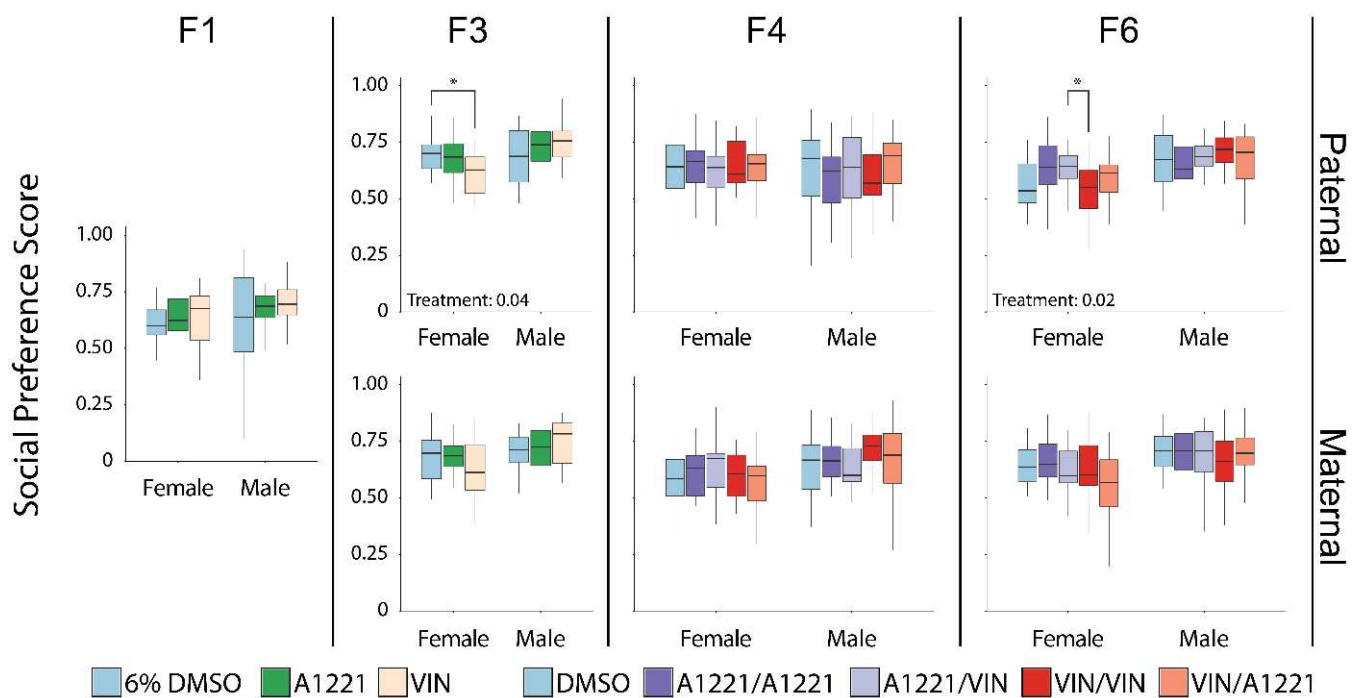 F1 F3 F4 F6
Social Preference Score
Paternal
Maternal
1.00
0.75
0.50
0.25
0
Female Male
*
1.00
0.75
0.50
0.25
0
Treatment: 0.04
Female Male
Female Male
*
Treatment: 0.02
Female Male
1.00
0.75
0.50
0.25
0
Female Male
Female Male
Female Male
6% DMSO A1221 VIN DMSO A1221/A1221 A1221/VIN VIN/VIN VIN/A1221